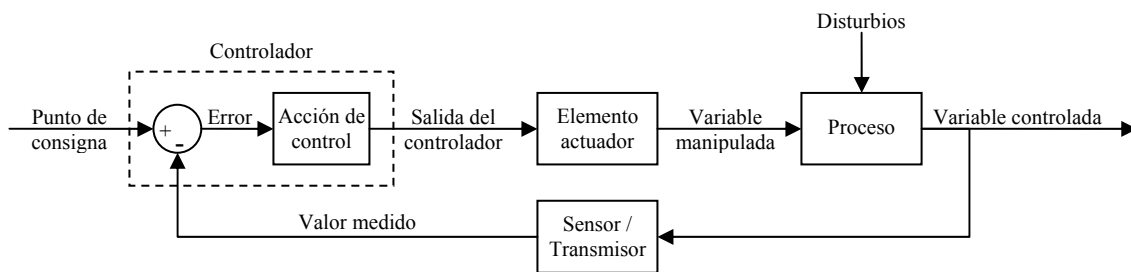 Disturbios
Controlador
Punto de
consigna
+
-
Error
Acción de
control
Salida del
controlador
Elemento
actuador
Variable
manipulada
Proceso
Variable controlada
Valor medido
Sensor /
Transmisor